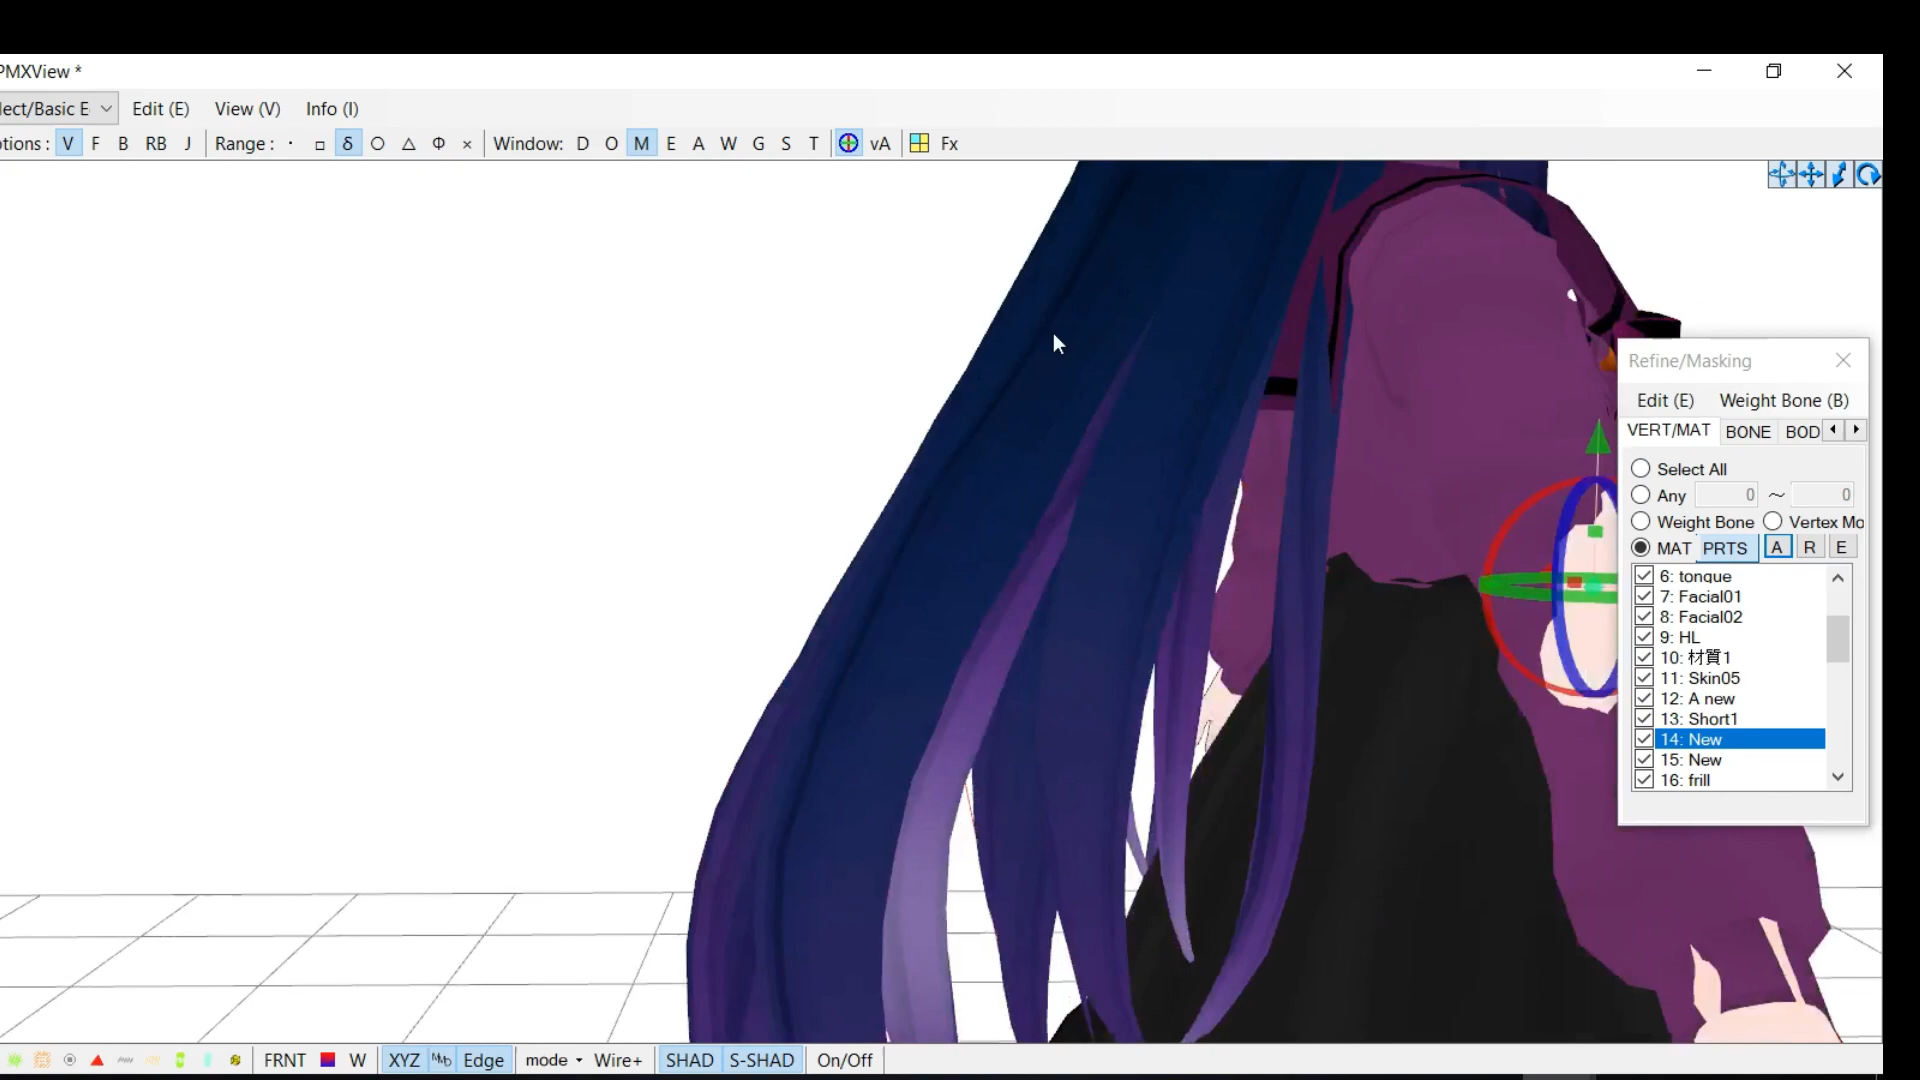 PMXView *
lect/Basic E Edit (E) View (V) Info (I)
otions : V F B RB J Range : · □ δ ○ △ Φ × Window: D O M E A W G S T vA Fx
Refine/Masking
Edit (E) Weight Bone (B)
VERT/MAT BONE BOD
Select All
Any 0 ～ 0
Weight Bone Vertex Mo
MAT PRTS A R E
6: tongue
7: Facial01
8: Facial02
9: HL
10: 材質1
11: Skin05
12: A new
13: Short1
14: New
15: New
16: frill
FRNT W XYZ Edge mode Wire+ SHAD S-SHAD On/Off